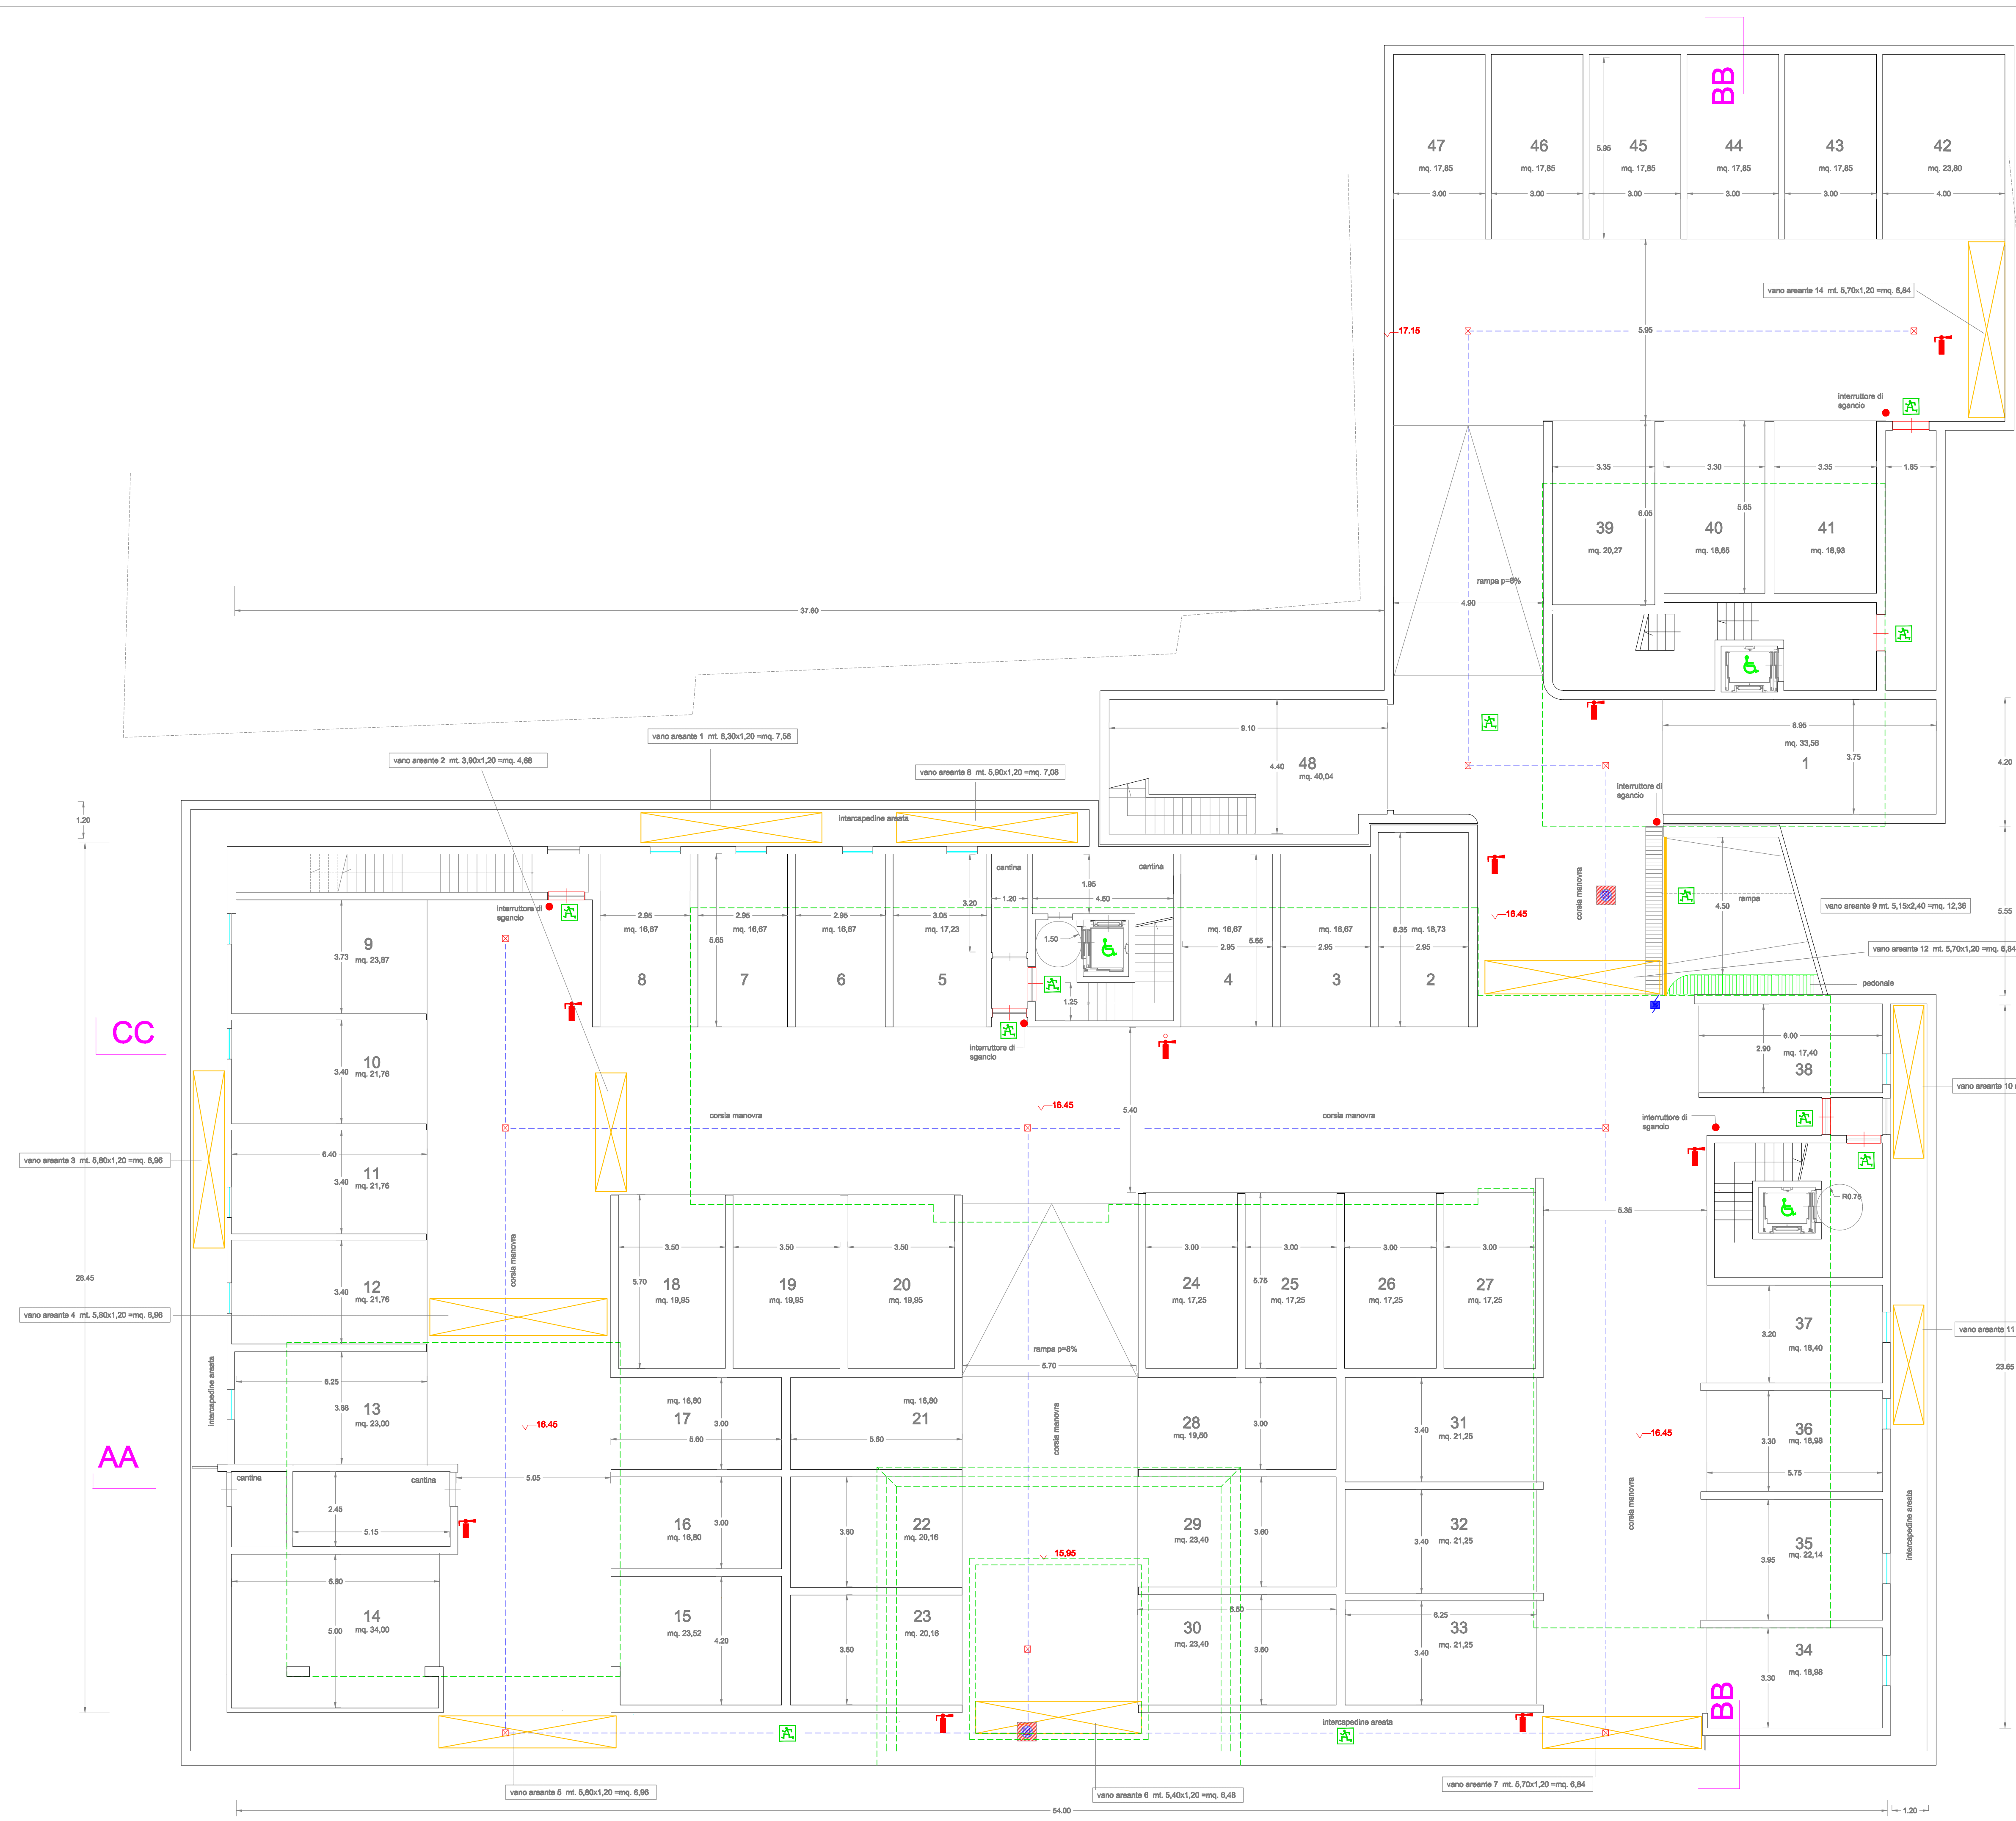 BB
47
46
45
44
43
42
mq. 17,85
mq. 17,85
mq. 17,85
mq. 17,85
mq. 17,85
mq. 23,80
5.95
3.00
3.00
3.00
3.00
3.00
4.00
vano areante 14 mt. 5,70x1,20 =mq. 6,84
17.15
5.95
interruttore di
sgancio
3.35
3.30
3.35
1.65
6.05
5.65
39
mq. 20,27
40
mq. 18,65
41
mq. 18,93
rampa p=8%
4.90
37.60
9.10
4.40
48
mq. 40,04
8.95
mq. 33,56
1
3.75
4.20
interruttore di
sgancio
vano areante 1 mt. 6,30x1,20 =mq. 7,56
vano areante 2 mt. 3,90x1,20 =mq. 4,68
vano areante 8 mt. 5,90x1,20 =mq. 7,08
1.20
intercapedine areata
cantina
cantina
1.95
3.20
1.20
4.60
interruttore di
sgancio
2.95
mq. 16,67
2.95
mq. 16,67
2.95
mq. 16,67
3.05
mq. 17,23
5.65
8
7
6
5
1.50
1.25
mq. 16,67
2.95
5.65
mq. 16,67
2.95
6.35
mq. 18,73
2.95
4
3
2
16.45
corsia manovra
4.50
rampa
pedonale
5.55
vano areante 9 mt. 5,15x2,40 =mq. 12,36
vano areante 12 mt. 5,70x1,20 =mq. 6,84
9
3.73
mq. 23,87
CC
10
3.40
mq. 21,76
interruttore di
sgancio
6.00
2.90
mq. 17,40
38
vano areante 10
corsia manovra
16.45
5.40
corsia manovra
interruttore di
sgancio
6.40
11
3.40
mq. 21,76
vano areante 3 mt. 5,80x1,20 =mq. 6,96
R0.75
5.35
corsia manovra
28.45
12
3.40
mq. 21,76
vano areante 4 mt. 5,80x1,20 =mq. 6,96
3.50
3.50
3.50
5.70
18
mq. 19,95
19
mq. 19,95
20
mq. 19,95
3.00
3.00
3.00
3.00
5.75
24
mq. 17,25
25
mq. 17,25
26
mq. 17,25
27
mq. 17,25
37
3.20
mq. 18,40
vano areante 11
23.65
rampa p=8%
5.70
intercapedine areata
6.25
3.68
13
mq. 23,00
16.45
mq. 16,80
17
3.00
5.60
mq. 16,80
21
5.60
corsia manovra
28
mq. 19,50
3.00
31
3.40
mq. 21,25
16.45
36
3.30
mq. 18,98
5.75
AA
cantina
cantina
5.05
2.45
5.15
16
mq. 16,80
3.00
22
mq. 20,16
3.60
15,95
29
mq. 23,40
3.60
32
3.40
mq. 21,25
corsia manovra
35
3.95
mq. 22,14
intercapedine areata
6.80
14
5.00
mq. 34,00
15
mq. 23,52
4.20
23
mq. 20,16
3.60
6.50
30
mq. 23,40
3.60
6.25
33
mq. 21,25
3.40
34
mq. 18,98
3.30
BB
intercapedine areata
vano areante 5 mt. 5,80x1,20 =mq. 6,96
vano areante 6 mt. 5,40x1,20 =mq. 6,48
vano areante 7 mt. 5,70x1,20 =mq. 6,84
54.00
1.20